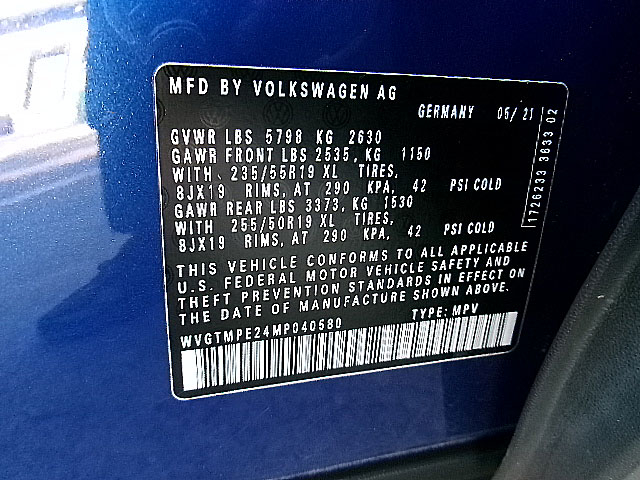 MFD BY VOLKSWAGEN AG
GERMANY 05/21
GVWR LBS 5798 KG 2630
GAWR FRONT LBS 2535, KG 1150
WITH 235/55R19 XL TIRES,
8JX19 RIMS, AT 290 KPA, 42 PSI COLD
GAWR REAR LBS 3373, KG 1530
WITH 255/50R19 XL TIRES,
8JX19 RIMS, AT 290 KPA, 42 PSI COLD
THIS VEHICLE CONFORMS TO ALL APPLICABLE
U.S. FEDERAL MOTOR VEHICLE SAFETY AND
THEFT PREVENTION STANDARDS IN EFFECT ON
THE DATE OF MANUFACTURE SHOWN ABOVE.
TYPE: MPV
WVGTMPE24MP040580
1726233 3633 02